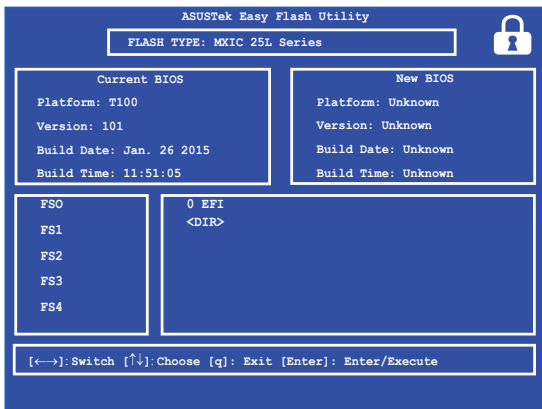 ASUSTek Easy Flash Utility
FLASH TYPE: MXIC 25L Series
Current BIOS
Platform: T100
Version: 101
Build Date: Jan. 26 2015
Build Time: 11:51:05
New BIOS
Platform: Unknown
Version: Unknown
Build Date: Unknown
Build Time: Unknown
FSO
FS1
FS2
FS3
FS4
0 EFI
<DIR>
[←→]: Switch [↑↓]: Choose [q]: Exit [Enter]: Enter/Execute